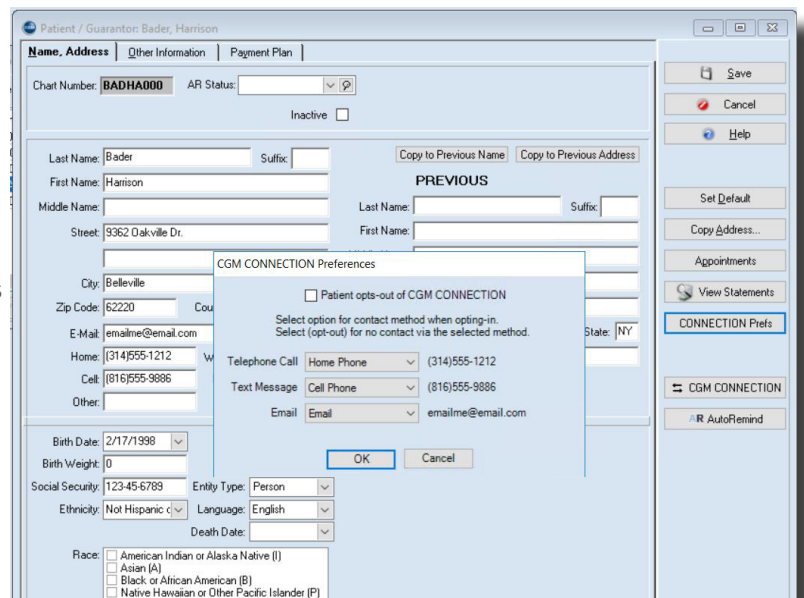 Patient / Guarantor: Bader, Harrison
Name, Address Other Information Payment Plan
Chart Number: BADHA000 AR Status:
Inactive
Last Name: Bader Suffix: Copy to Previous Name Copy to Previous Address
First Name: Harrison PREVIOUS
Middle Name: Last Name: Suffix:
Street: 9362 Oakville Dr. First Name:
City: Belleville
Zip Code: 62220 Cou
E-Mail: emailme@email.com State: NY
Home: (314)555-1212 W
Cell: (816)555-9886
Other:
CGM CONNECTION Preferences
Patient opts-out of CGM CONNECTION
Select option for contact method when opting-in.
Select (opt-out) for no contact via the selected method.
Telephone Call Home Phone (314)555-1212
Text Message Cell Phone (816)555-9886
Email Email emailme@email.com
OK Cancel
Birth Date: 2/17/1998
Birth Weight: 0
Social Security: 123-45-6789 Entity Type: Person
Ethnicity: Not Hispanic c Language: English
Death Date:
Race: American Indian or Alaska Native (I)
Asian (A)
Black or African American (B)
Native Hawaiian or Other Pacific Islander (P)
Save
Cancel
Help
Set Default
Copy Address...
Appointments
View Statements
CONNECTION Prefs
CGM CONNECTION
AR AutoRemind